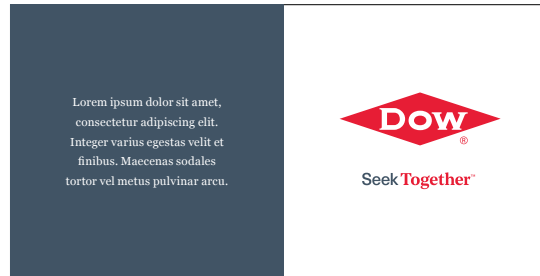 Lorem ipsum dolor sit amet,
consectetur adipiscing elit.
Integer varius egestas velit et
finibus. Maecenas sodales
tortor vel metus pulvinar arcu.
Dow
®
Seek Together™